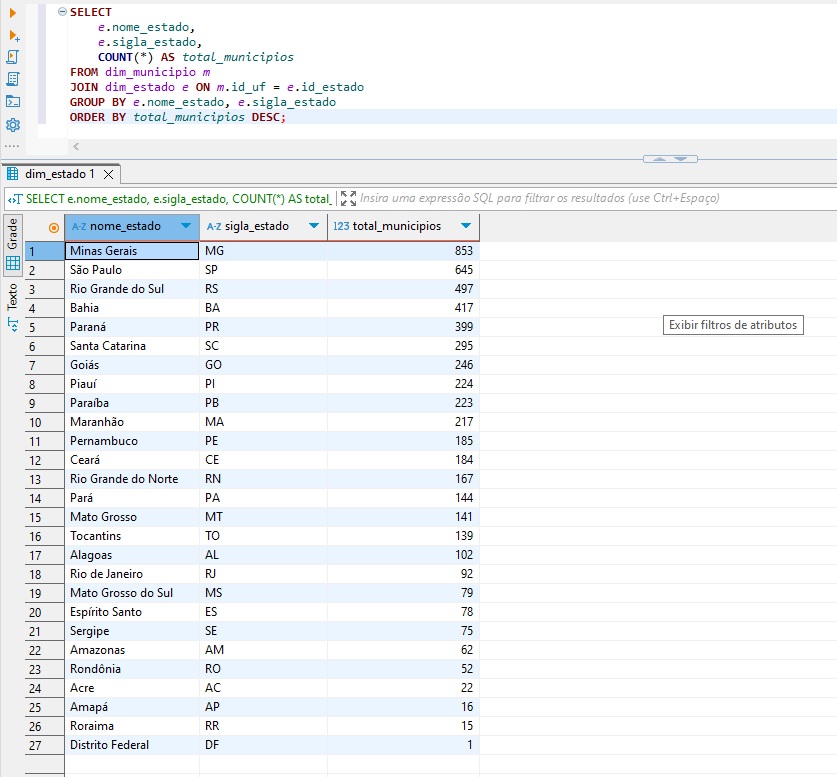 SELECT
e.nome_estado,
e.sigla_estado,
COUNT(*) AS total_municipios
FROM dim_municipio m
JOIN dim_estado e ON m.id_uf = e.id_estado
GROUP BY e.nome_estado, e.sigla_estado
ORDER BY total_municipios DESC;
dim_estado 1
SELECT e.nome_estado, e.sigla_estado, COUNT(*) AS total_
Insira uma expressão SQL para filtrar os resultados (use Ctrl+Espaço)
Grade
Texto
A-Z nome_estado A-Z sigla_estado 123 total_municipios
1 Minas Gerais MG 853
2 São Paulo SP 645
3 Rio Grande do Sul RS 497
4 Bahia BA 417
5 Paraná PR 399
Exibir filtros de atributos
6 Santa Catarina SC 295
7 Goiás GO 246
8 Piauí PI 224
9 Paraíba PB 223
10 Maranhão MA 217
11 Pernambuco PE 185
12 Ceará CE 184
13 Rio Grande do Norte RN 167
14 Pará PA 144
15 Mato Grosso MT 141
16 Tocantins TO 139
17 Alagoas AL 102
18 Rio de Janeiro RJ 92
19 Mato Grosso do Sul MS 79
20 Espírito Santo ES 78
21 Sergipe SE 75
22 Amazonas AM 62
23 Rondônia RO 52
24 Acre AC 22
25 Amapá AP 16
26 Roraima RR 15
27 Distrito Federal DF 1